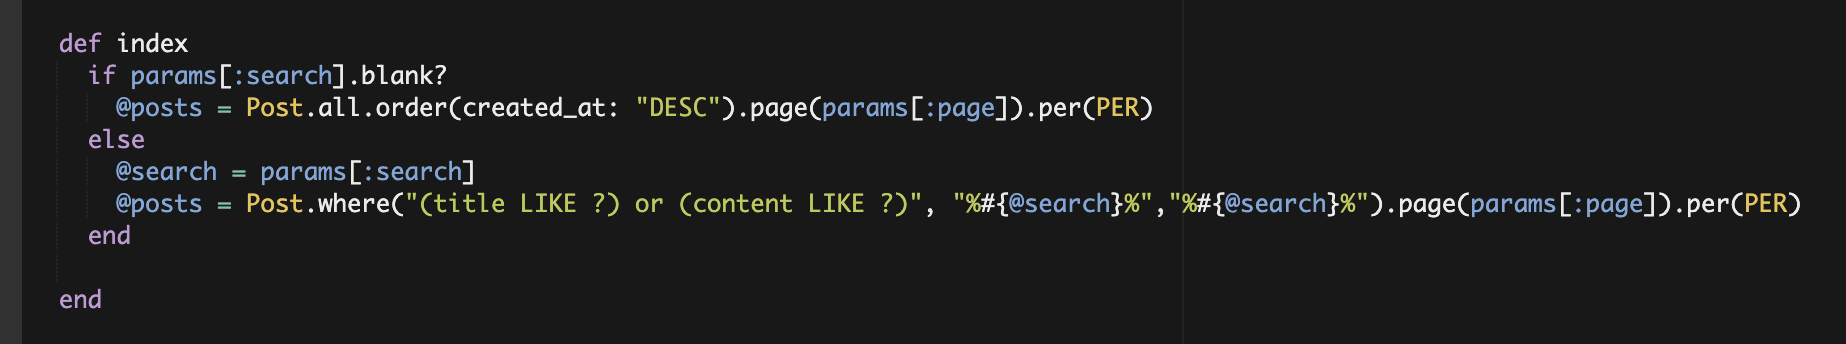 def index
  if params[:search].blank?
    @posts = Post.all.order(created_at: "DESC").page(params[:page]).per(PER)
  else
    @search = params[:search]
    @posts = Post.where("(title LIKE ?) or (content LIKE ?)", "%#{@search}%","%#{@search}%").page(params[:page]).per(PER)
  end
end